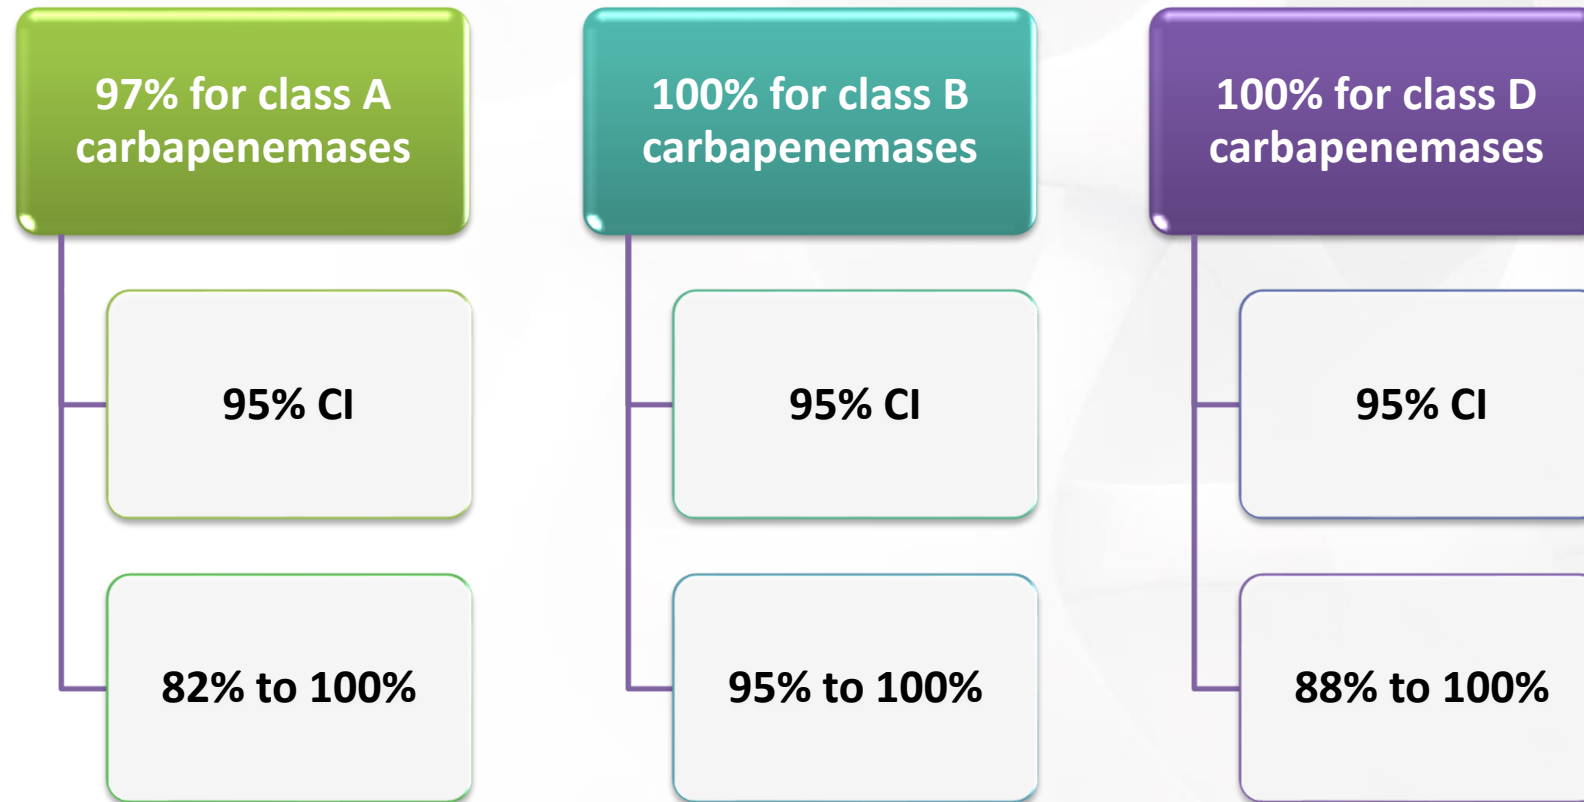 97% for class A
carbapenemases
95% CI
82% to 100%
100% for class B
carbapenemases
95% CI
95% to 100%
100% for class D
carbapenemases
95% CI
88% to 100%